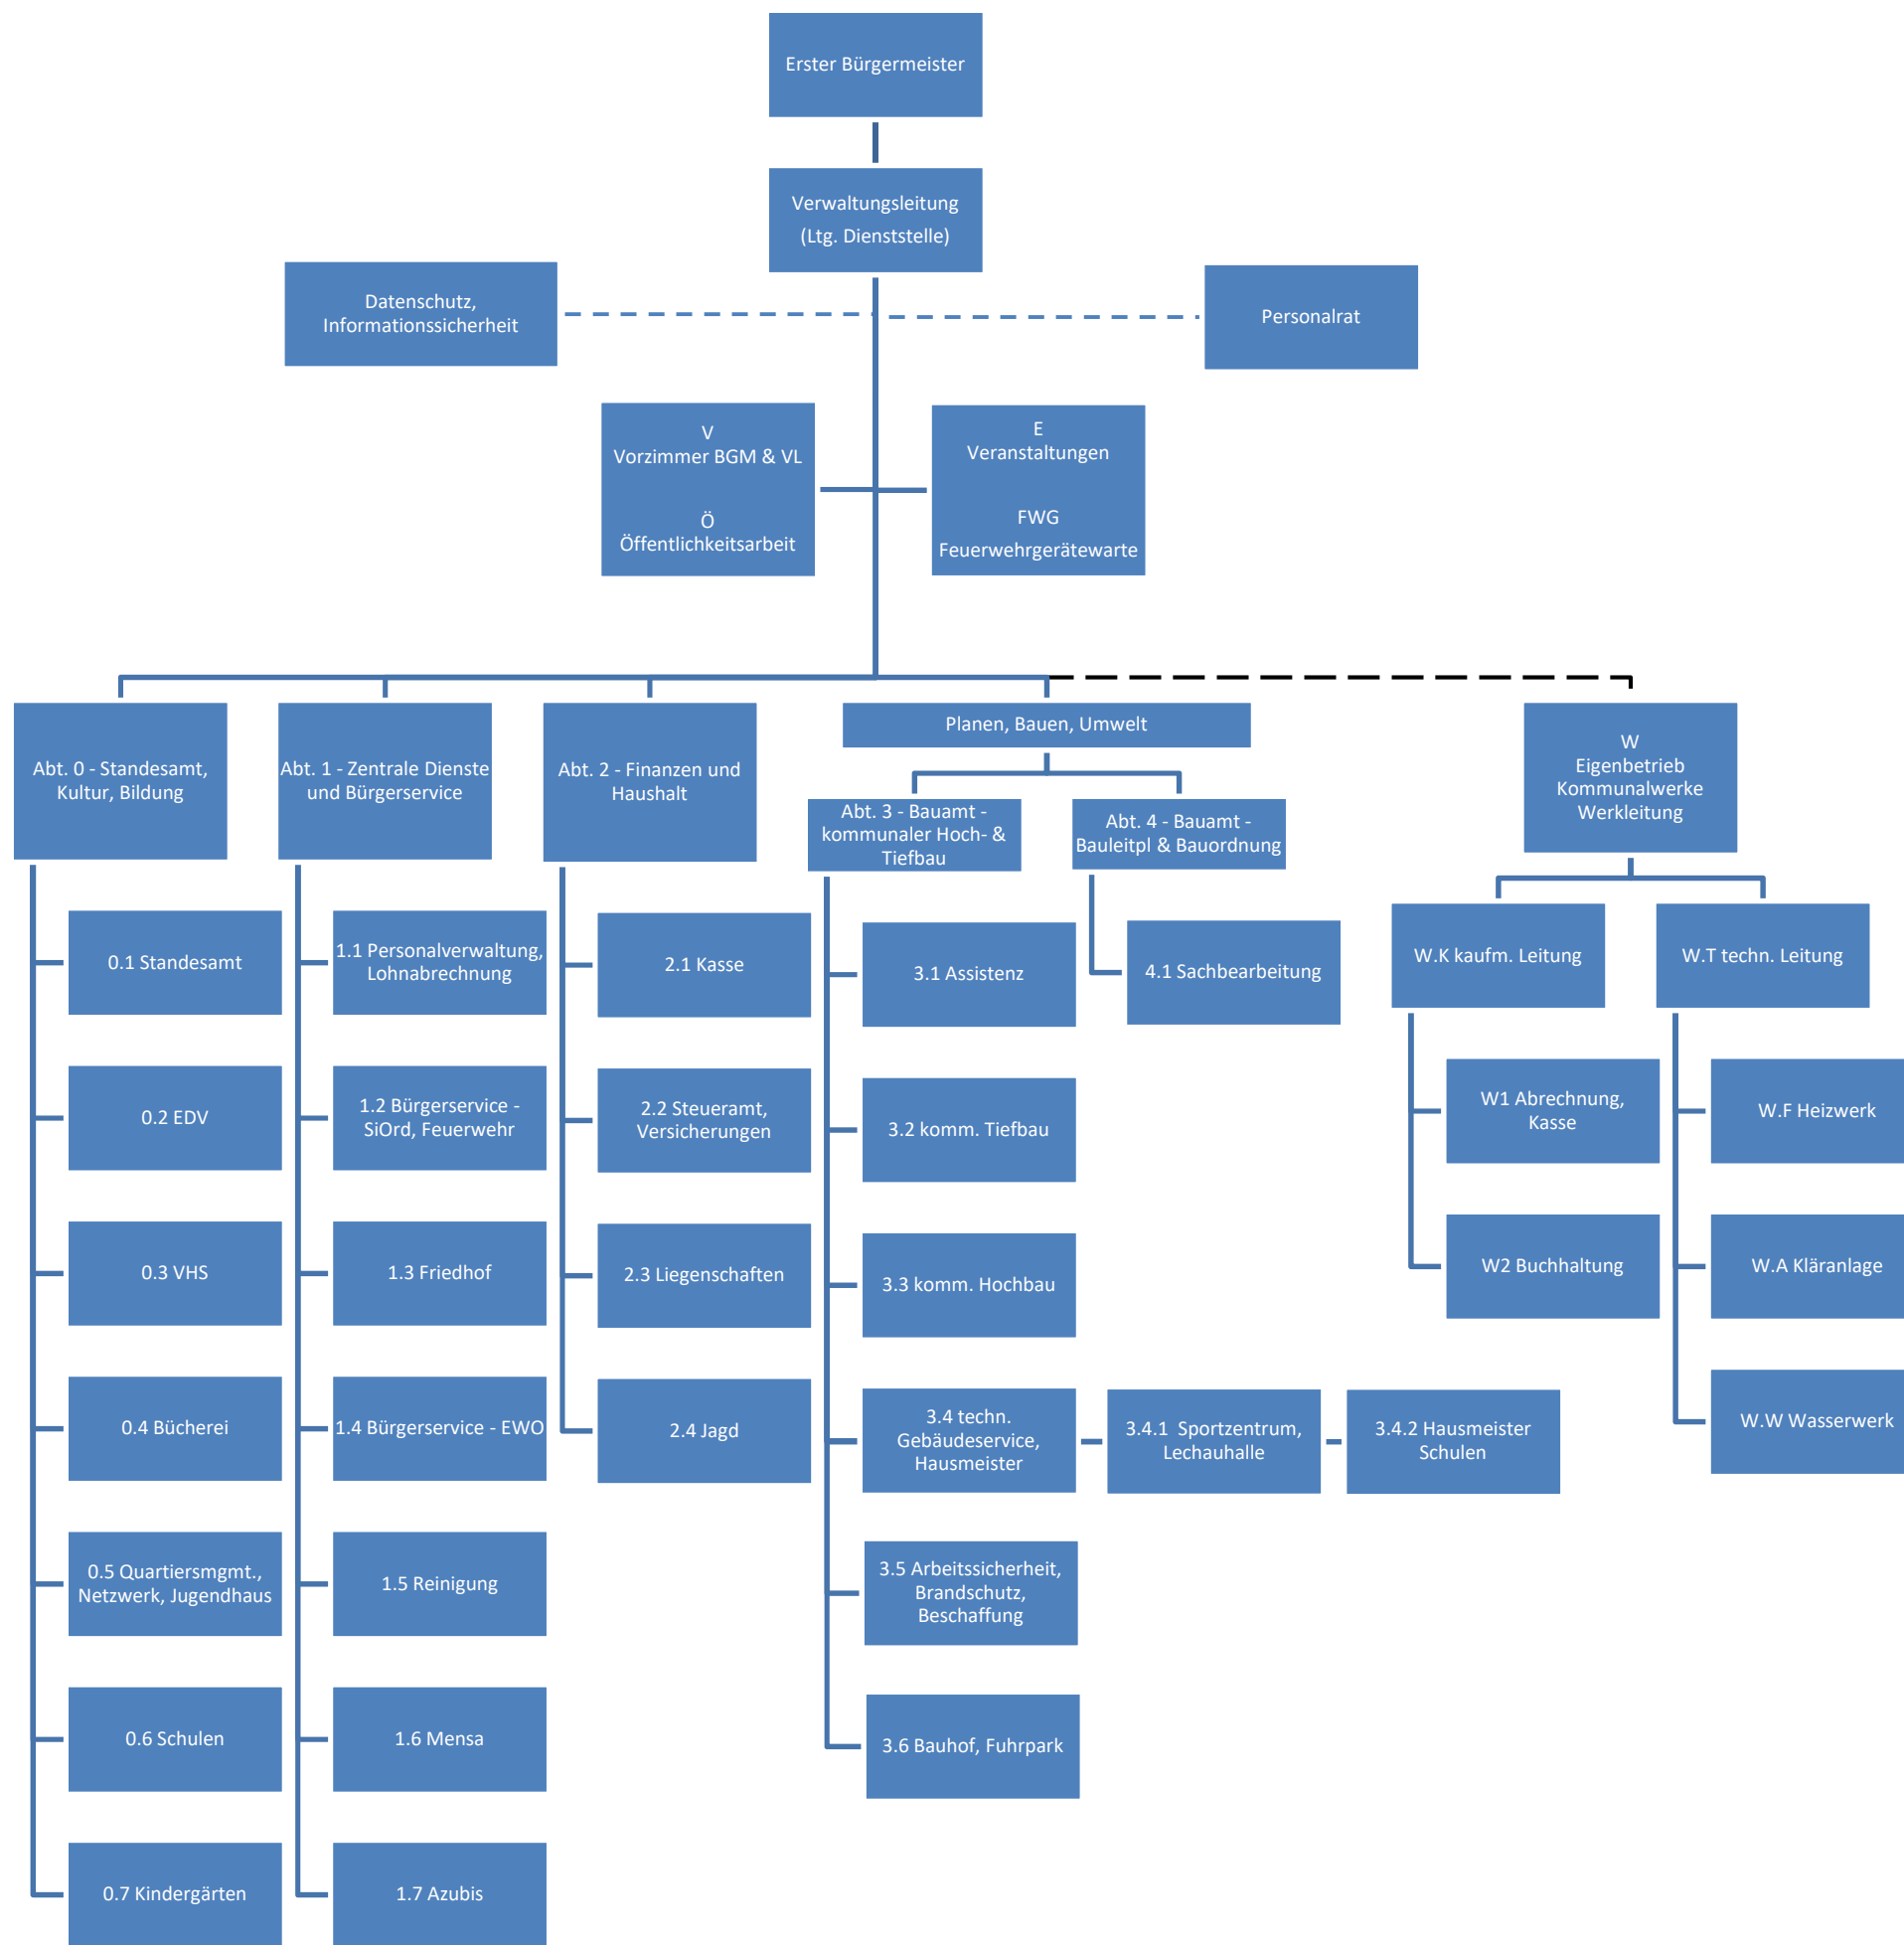 Erster Bürgermeister
Verwaltungsleitung
(Ltg. Dienststelle)
Datenschutz,
Informationssicherheit
Personalrat
V
Vorzimmer BGM & VL
Ö
Öffentlichkeitsarbeit
E
Veranstaltungen
FWG
Feuerwehrgerätewarte
Abt. 0 - Standesamt,
Kultur, Bildung
0.1 Standesamt
0.2 EDV
0.3 VHS
0.4 Bücherei
0.5 Quartiersmgmt.,
Netzwerk, Jugendhaus
0.6 Schulen
0.7 Kindergärten
Abt. 1 - Zentrale Dienste
und Bürgerservice
1.1 Personalverwaltung,
Lohnabrechnung
1.2 Bürgerservice -
SiOrd, Feuerwehr
1.3 Friedhof
1.4 Bürgerservice - EWO
1.5 Reinigung
1.6 Mensa
1.7 Azubis
Abt. 2 - Finanzen und
Haushalt
2.1 Kasse
2.2 Steueramt,
Versicherungen
2.3 Liegenschaften
2.4 Jagd
Planen, Bauen, Umwelt
Abt. 3 - Bauamt -
kommunaler Hoch- &
Tiefbau
3.1 Assistenz
3.2 komm. Tiefbau
3.3 komm. Hochbau
3.4 techn.
Gebäudeservice,
Hausmeister
3.4.1 Sportzentrum,
Lechauhalle
3.4.2 Hausmeister
Schulen
3.5 Arbeitssicherheit,
Brandschutz,
Beschaffung
3.6 Bauhof, Fuhrpark
Abt. 4 - Bauamt -
Bauleitpl & Bauordnung
4.1 Sachbearbeitung
W
Eigenbetrieb
Kommunalwerke
Werkleitung
W.K kaufm. Leitung
W1 Abrechnung,
Kasse
W2 Buchhaltung
W.T techn. Leitung
W.F Heizwerk
W.A Kläranlage
W.W Wasserwerk